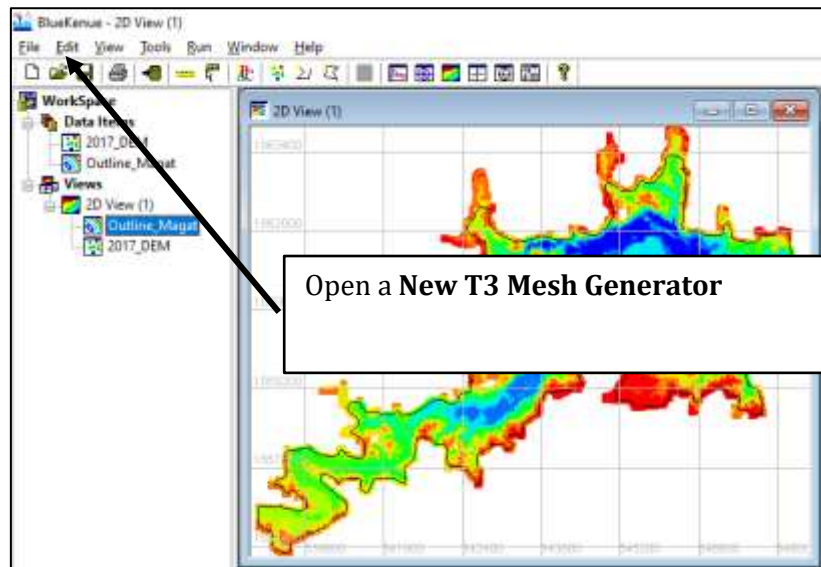 BlueKenue - 2D View (1)
File Edit View Tools Run Window Help
WorkSpace
Data Items
2017_DEM
Outline_Magat
Views
2D View (1)
Outline_Magat
2017_DEM
2D View (1)
Open a New T3 Mesh Generator